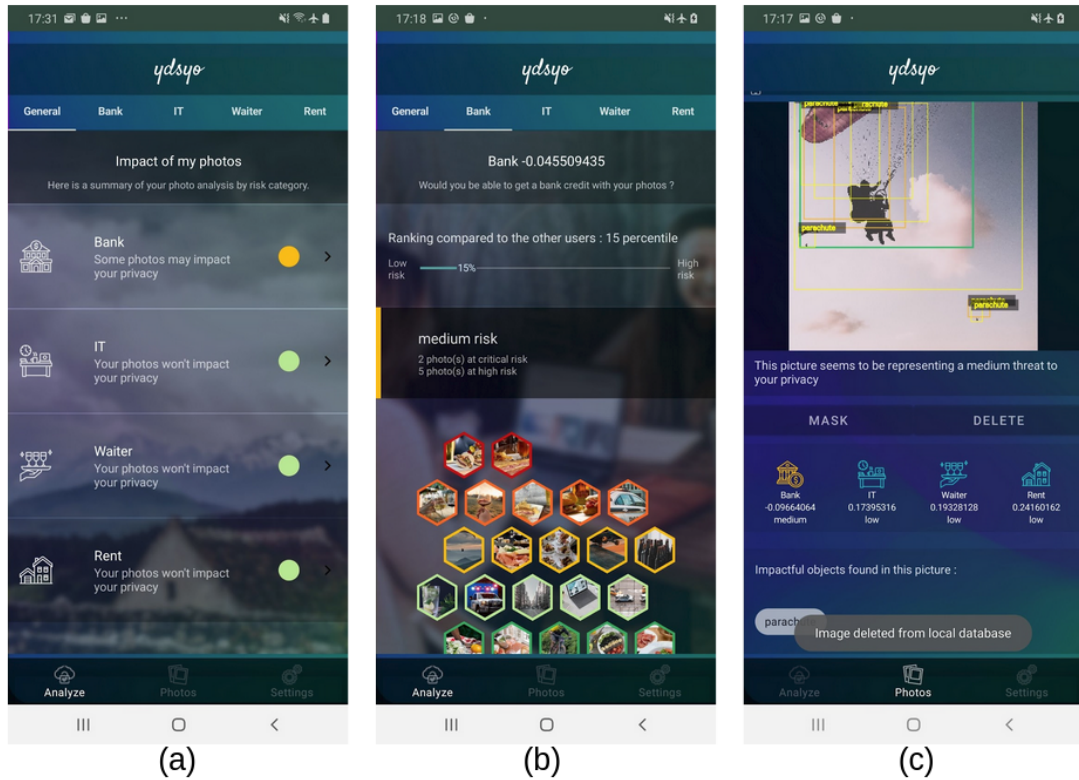 17:31
ydsyo
General Bank IT Waiter Rent
Impact of my photos
Here is a summary of your photo analysis by risk category.
Bank
Some photos may impact
your privacy
IT
Your photos won't impact
your privacy
Waiter
Your photos won't impact
your privacy
Rent
Your photos won't impact
your privacy
Analyze Photos Settings
(a)
17:18
ydsyo
General Bank IT Waiter Rent
Bank -0.045509435
Would you be able to get a bank credit with your photos ?
Ranking compared to the other users : 15 percentile
Low
risk
15%
High
risk
medium risk
2 photo(s) at critical risk
5 photo(s) at high risk
Analyze Photos Settings
(b)
17:17
ydsyo
parachute parachute
parachute
parachute
This picture seems to be representing a medium threat to
your privacy
MASK DELETE
Bank IT Waiter Rent
-0.09664064 0.17395316 0.19328128 0.24160162
medium low low low
Impactful objects found in this picture :
Image deleted from local database
Analyze Photos Settings
(c)